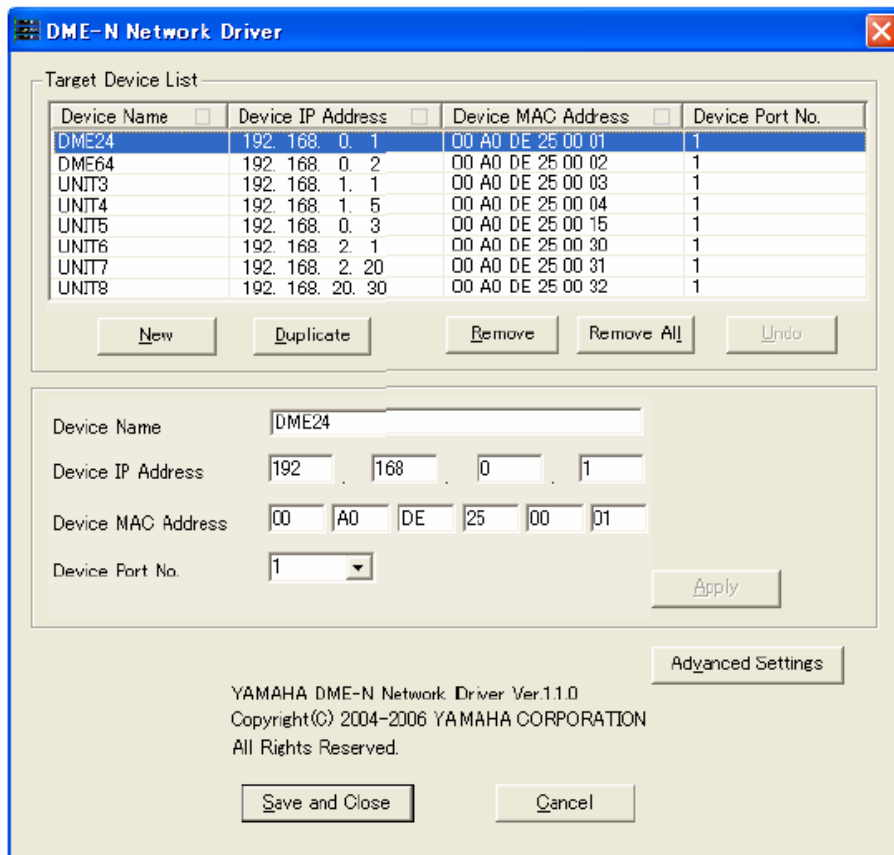 DME-N Network Driver
Target Device List
Device Name Device IP Address Device MAC Address Device Port No.
DME24 192. 168. 0. 1 00 A0 DE 25 00 01 1
DME64 192. 168. 0. 2 00 A0 DE 25 00 02 1
UNIT3 192. 168. 1. 1 00 A0 DE 25 00 03 1
UNIT4 192. 168. 1. 5 00 A0 DE 25 00 04 1
UNIT5 192. 168. 0. 3 00 A0 DE 25 00 15 1
UNIT6 192. 168. 2. 1 00 A0 DE 25 00 30 1
UNIT7 192. 168. 2. 20 00 A0 DE 25 00 31 1
UNIT8 192. 168. 20. 30 00 A0 DE 25 00 32 1
New Duplicate Remove Remove All Undo
Device Name DME24
Device IP Address 192 . 168 . 0 . 1
Device MAC Address 00 A0 DE 25 00 01
Device Port No. 1
Apply
Advanced Settings
YAMAHA DME-N Network Driver Ver.1.1.0
Copyright(C) 2004-2006 YAMAHA CORPORATION
All Rights Reserved.
Save and Close Cancel